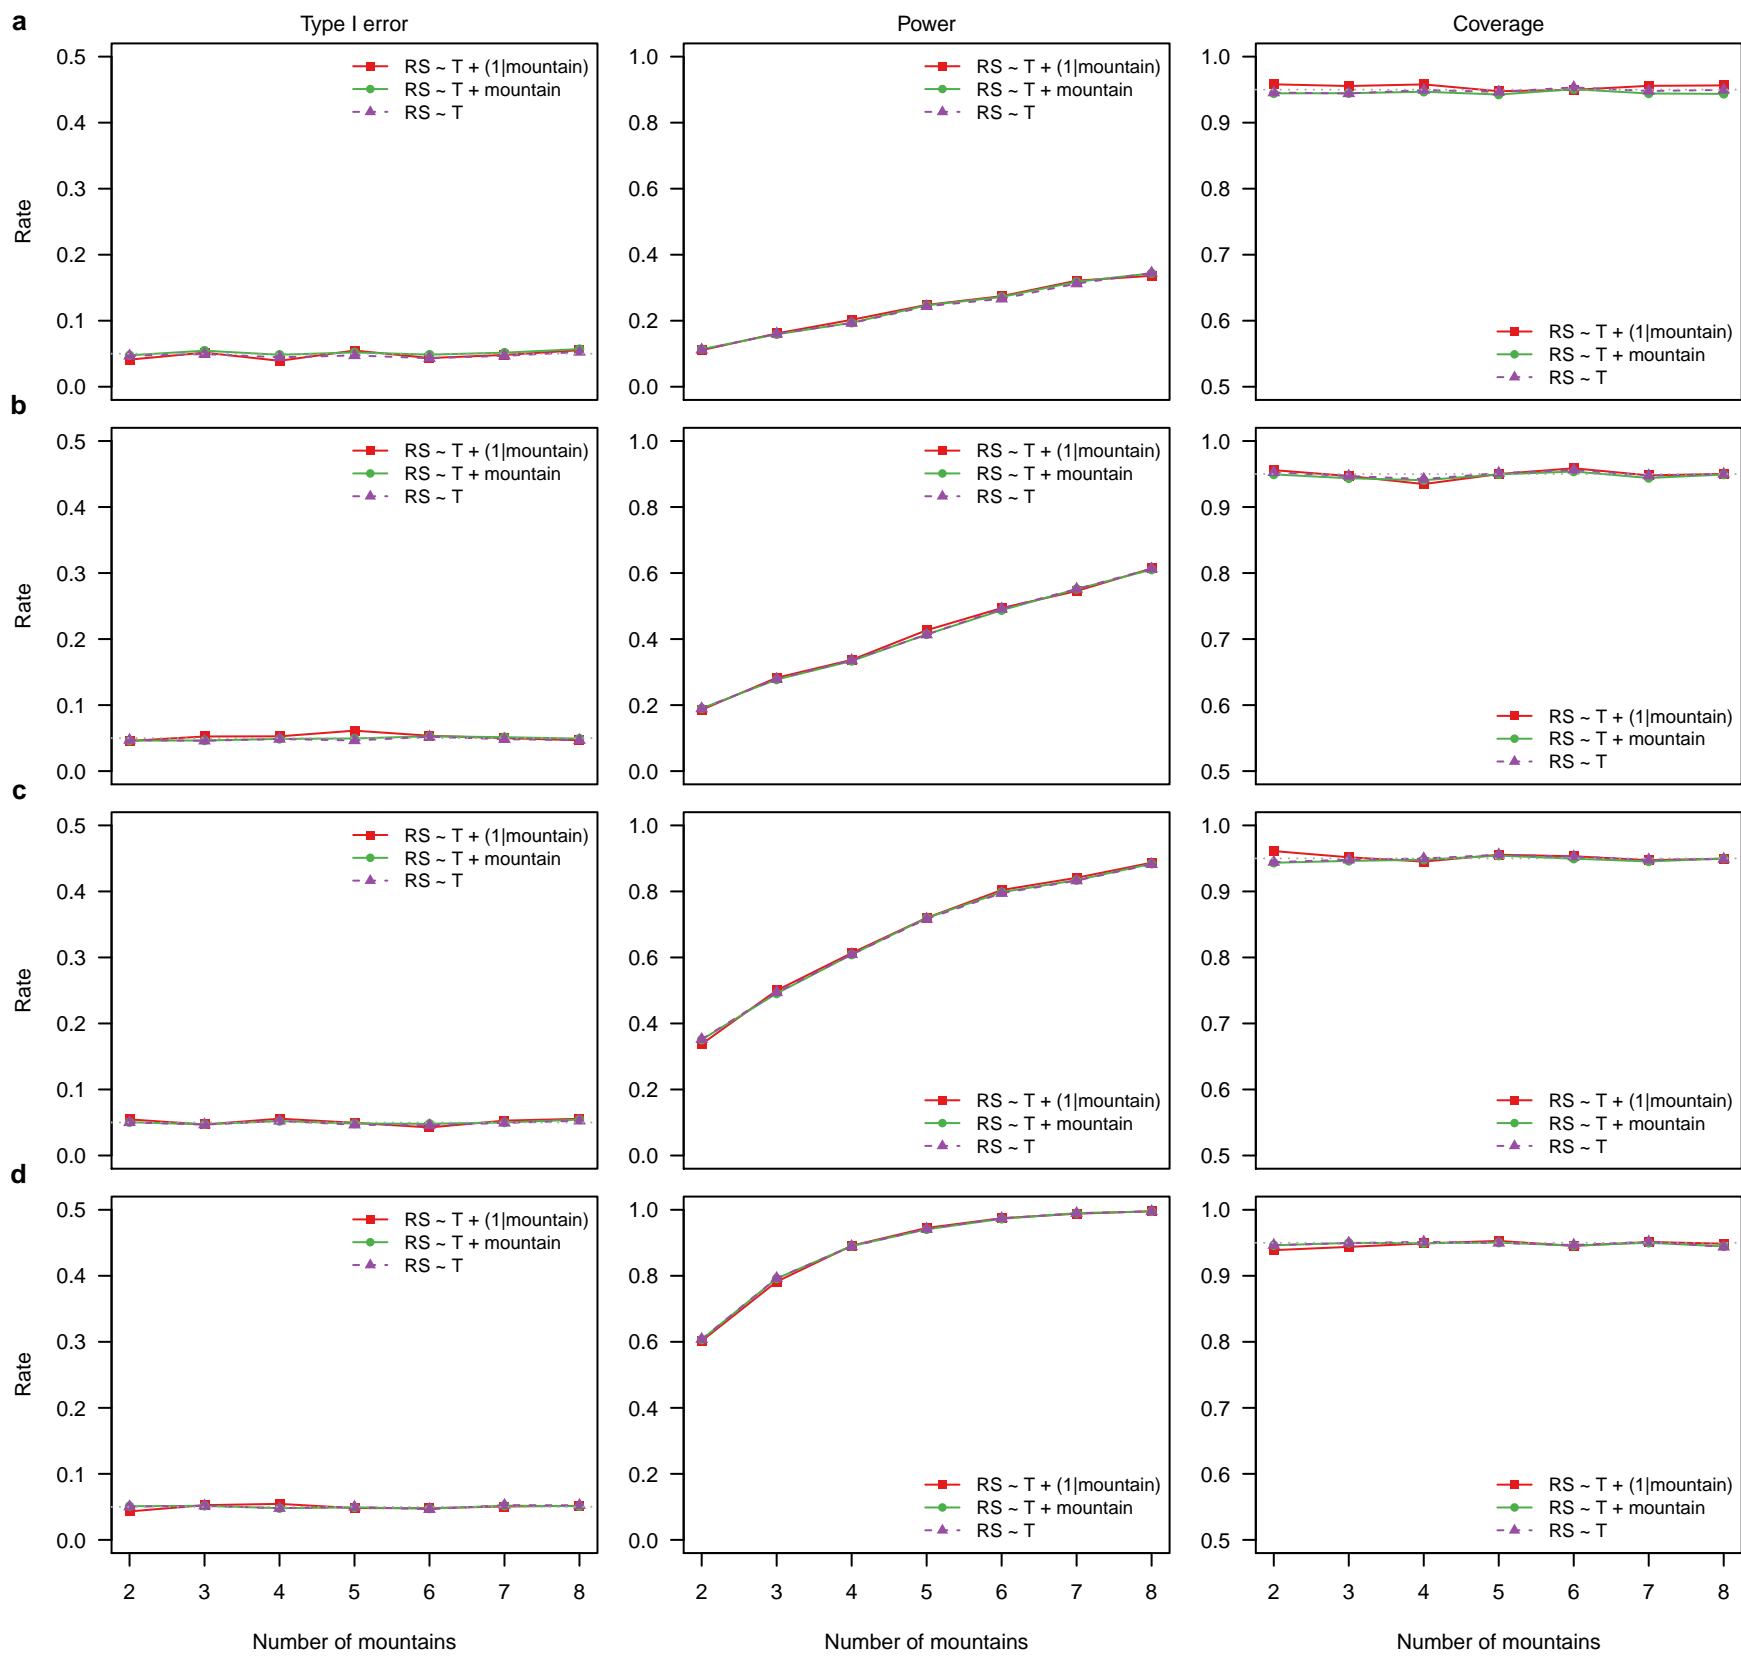 a
Type I error
Power
Coverage
0.5
0.4
0.3
0.2
0.1
0.0
Rate
RS ~ T + (1|mountain)
RS ~ T + mountain
RS ~ T
1.0
0.8
0.6
0.4
0.2
0.0
RS ~ T + (1|mountain)
RS ~ T + mountain
RS ~ T
1.0
0.9
0.8
0.7
0.6
0.5
RS ~ T + (1|mountain)
RS ~ T + mountain
RS ~ T
b
0.5
0.4
0.3
0.2
0.1
0.0
Rate
RS ~ T + (1|mountain)
RS ~ T + mountain
RS ~ T
1.0
0.8
0.6
0.4
0.2
0.0
RS ~ T + (1|mountain)
RS ~ T + mountain
RS ~ T
1.0
0.9
0.8
0.7
0.6
0.5
RS ~ T + (1|mountain)
RS ~ T + mountain
RS ~ T
c
0.5
0.4
0.3
0.2
0.1
0.0
Rate
RS ~ T + (1|mountain)
RS ~ T + mountain
RS ~ T
1.0
0.8
0.6
0.4
0.2
0.0
RS ~ T + (1|mountain)
RS ~ T + mountain
RS ~ T
1.0
0.9
0.8
0.7
0.6
0.5
RS ~ T + (1|mountain)
RS ~ T + mountain
RS ~ T
d
0.5
0.4
0.3
0.2
0.1
0.0
Rate
RS ~ T + (1|mountain)
RS ~ T + mountain
RS ~ T
2 3 4 5 6 7 8
Number of mountains
1.0
0.8
0.6
0.4
0.2
0.0
RS ~ T + (1|mountain)
RS ~ T + mountain
RS ~ T
2 3 4 5 6 7 8
Number of mountains
1.0
0.9
0.8
0.7
0.6
0.5
RS ~ T + (1|mountain)
RS ~ T + mountain
RS ~ T
2 3 4 5 6 7 8
Number of mountains